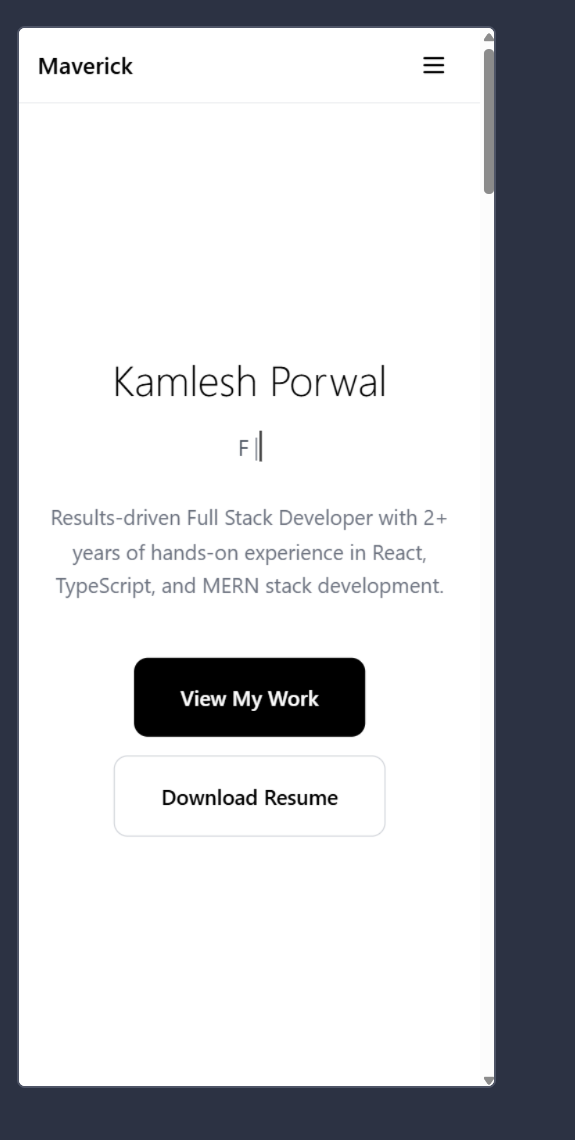 Maverick
Kamlesh Porwal
F |
Results-driven Full Stack Developer with 2+
years of hands-on experience in React,
TypeScript, and MERN stack development.
View My Work
Download Resume